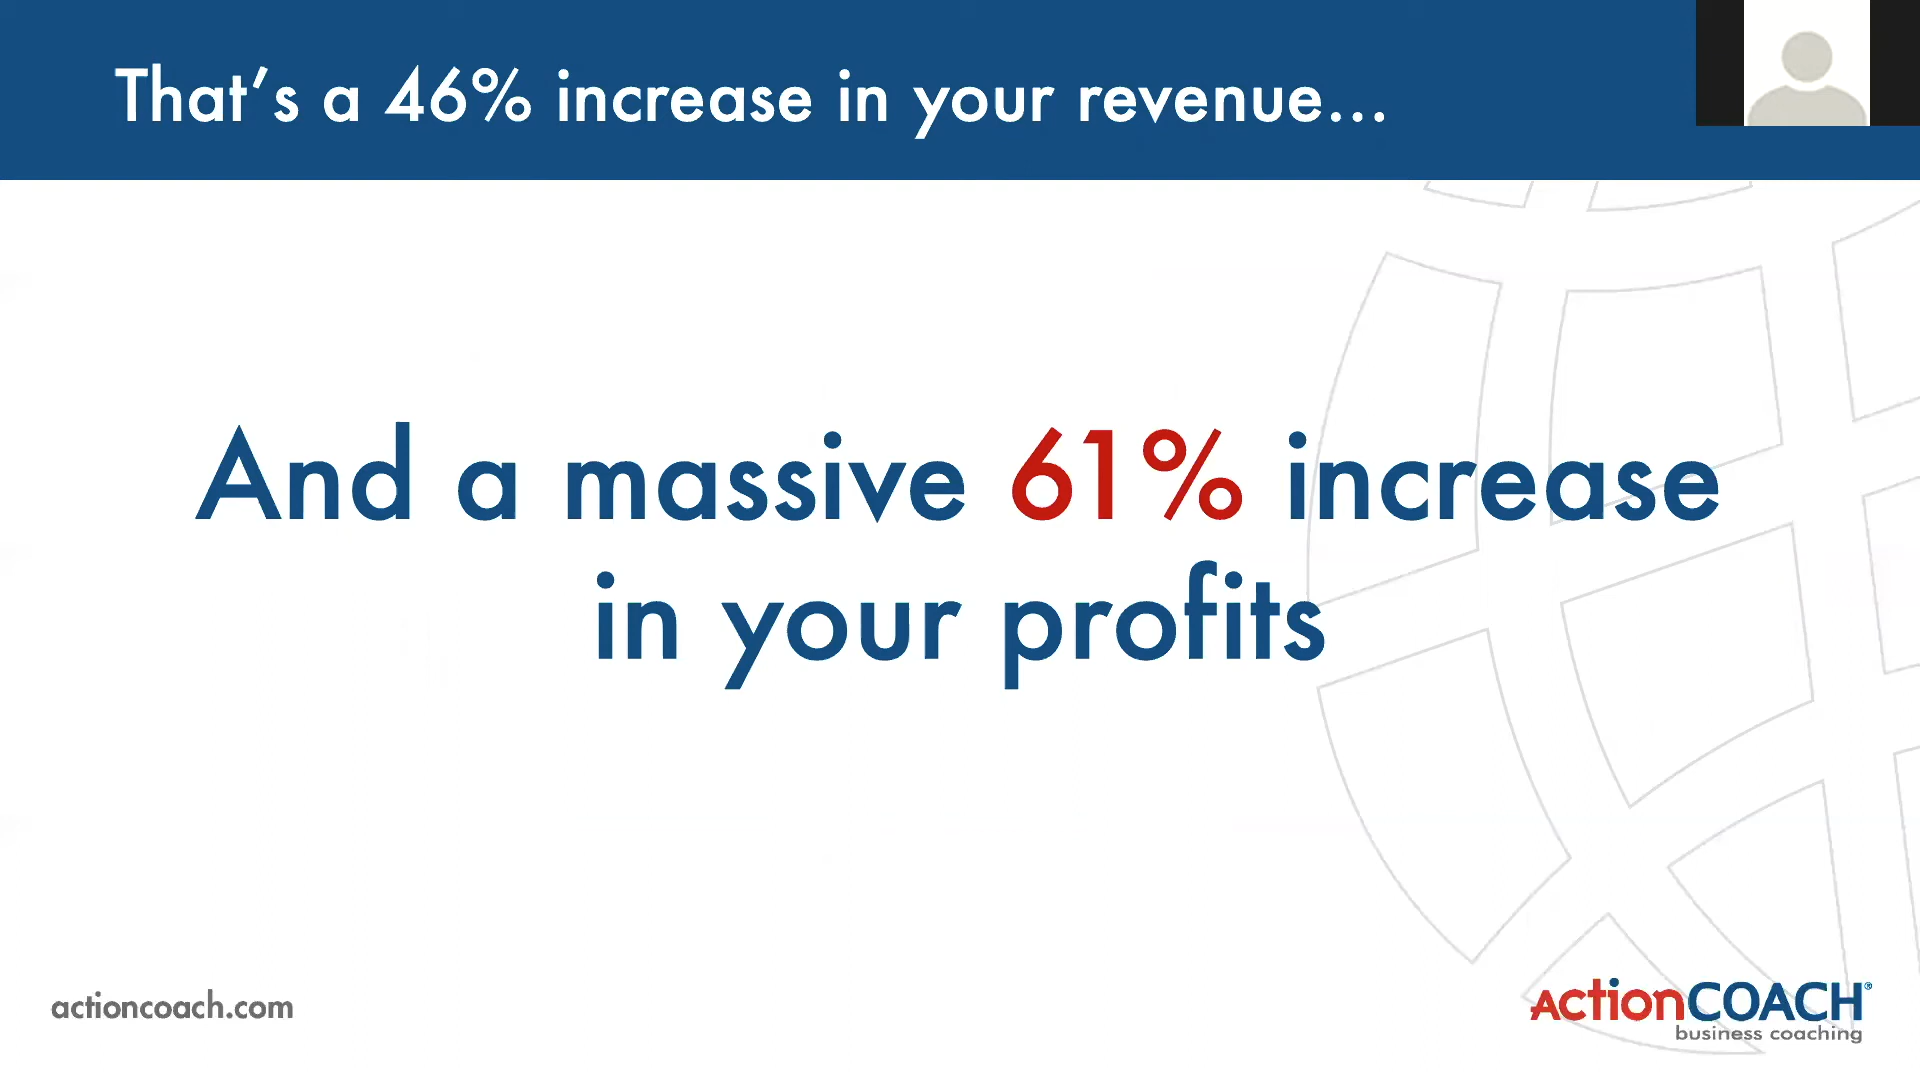 That's a 46% increase in your revenue...
And a massive 61% increase
in your profits
actioncoach.com
ActionCOACH®
business coaching